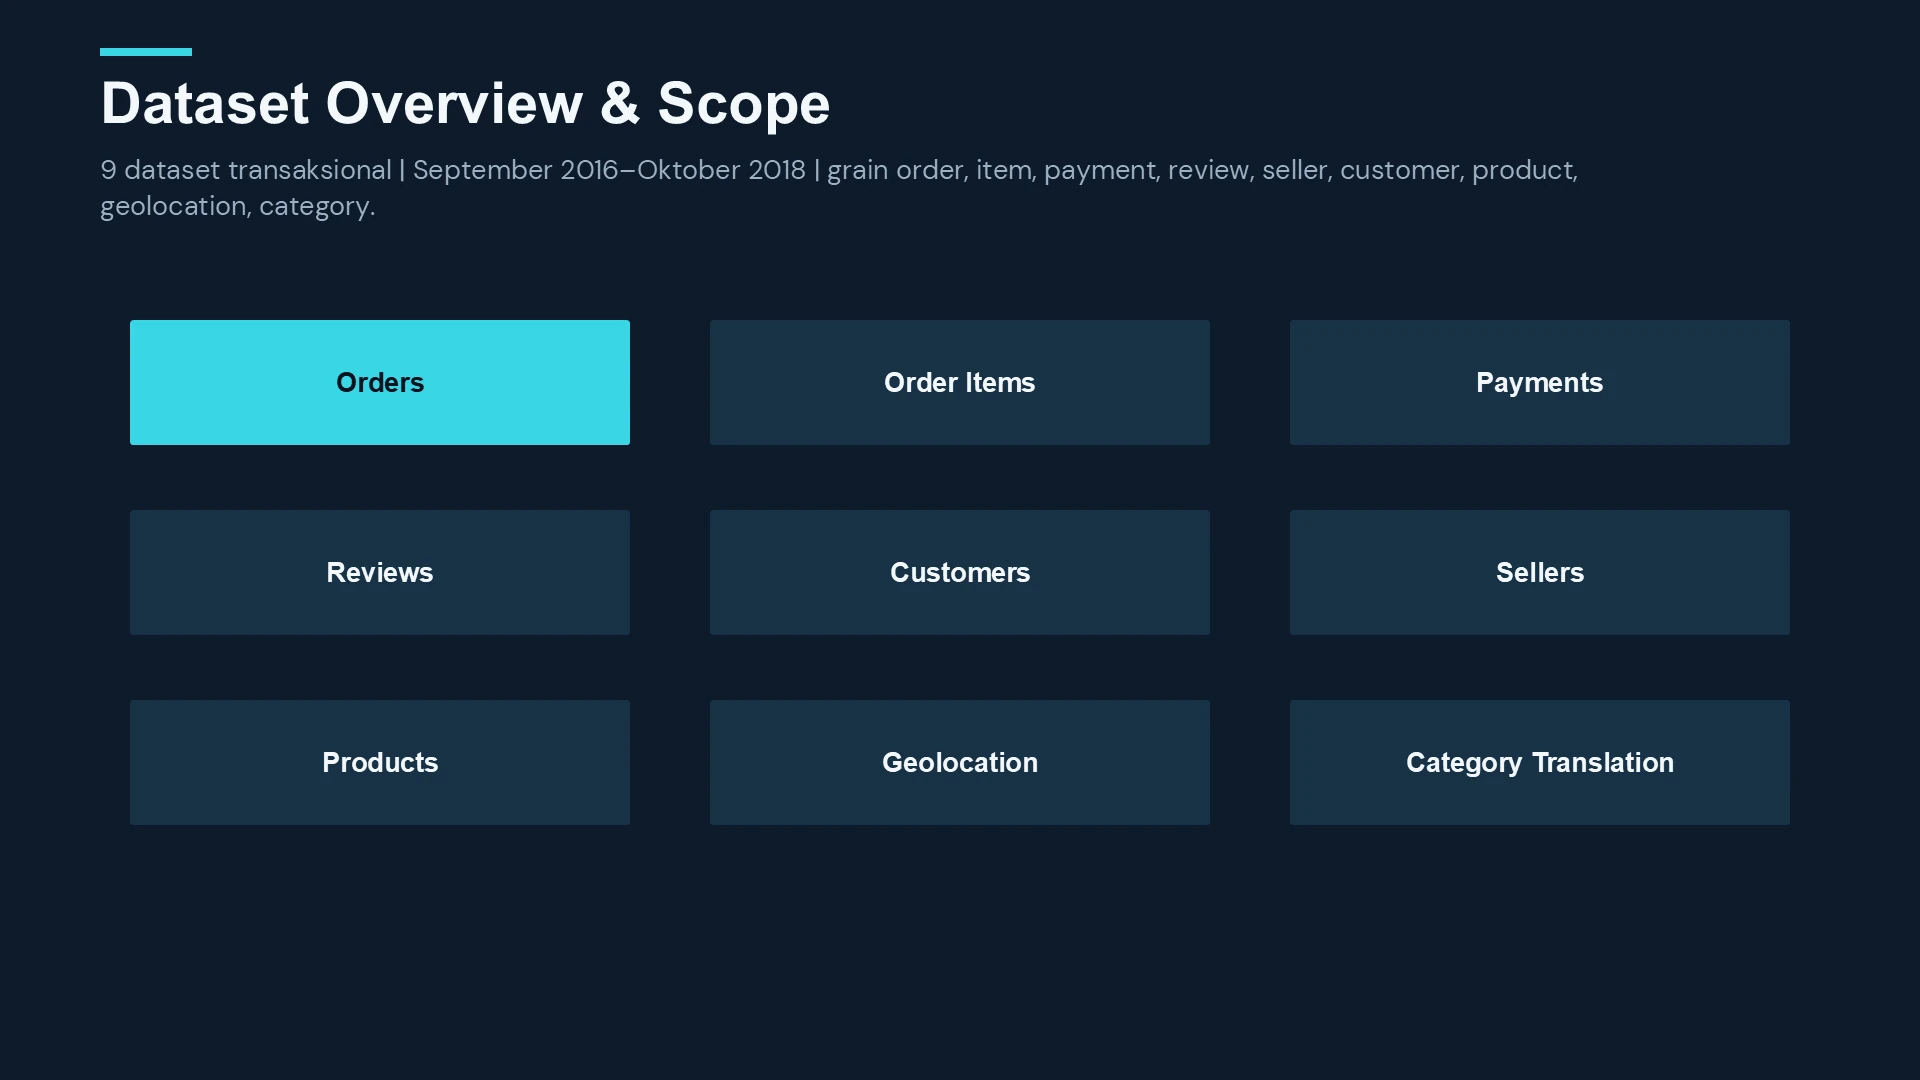 Dataset Overview & Scope
9 dataset transaksional | September 2016–Oktober 2018 | grain order, item, payment, review, seller, customer, product,
geolocation, category.
Orders
Order Items
Payments
Reviews
Customers
Sellers
Products
Geolocation
Category Translation